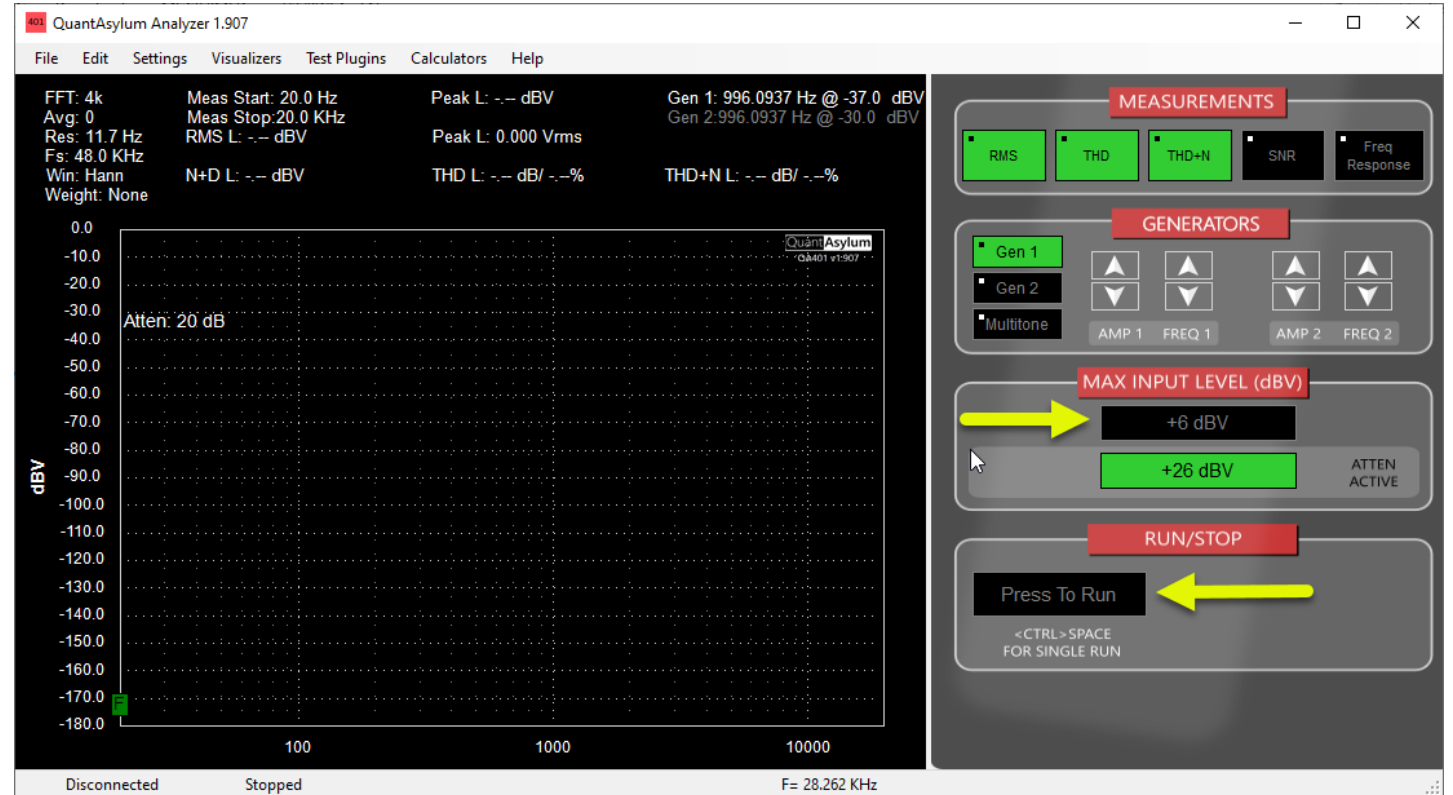 401 QuantAsylum Analyzer 1.907
File Edit Settings Visualizers Test Plugins Calculators Help
FFT: 4k Meas Start: 20.0 Hz Peak L: -.-- dBV Gen 1: 996.0937 Hz @ -37.0 dBV
Avg: 0 Meas Stop:20.0 KHz Gen 2:996.0937 Hz @ -30.0 dBV
Res: 11.7 Hz RMS L: -.-- dBV Peak L: 0.000 Vrms
Fs: 48.0 KHz
Win: Hann N+D L: -.-- dBV THD L: -.-- dB/ -.--% THD+N L: -.-- dB/ -.--%
Weight: None
0.0
QuantAsylum
QA401 v1.907
-10.0
-20.0
-30.0
Atten: 20 dB
-40.0
-50.0
-60.0
-70.0
-80.0
dBV
-90.0
-100.0
-110.0
-120.0
-130.0
-140.0
-150.0
-160.0
-170.0
F
-180.0
100 1000 10000
MEASUREMENTS
RMS THD THD+N SNR Freq
Response
GENERATORS
Gen 1
Gen 2
Multitone
AMP 1 FREQ 1 AMP 2 FREQ 2
MAX INPUT LEVEL (dBV)
+6 dBV
+26 dBV ATTEN
ACTIVE
RUN/STOP
Press To Run
<CTRL>SPACE
FOR SINGLE RUN
Disconnected Stopped F= 28.262 KHz